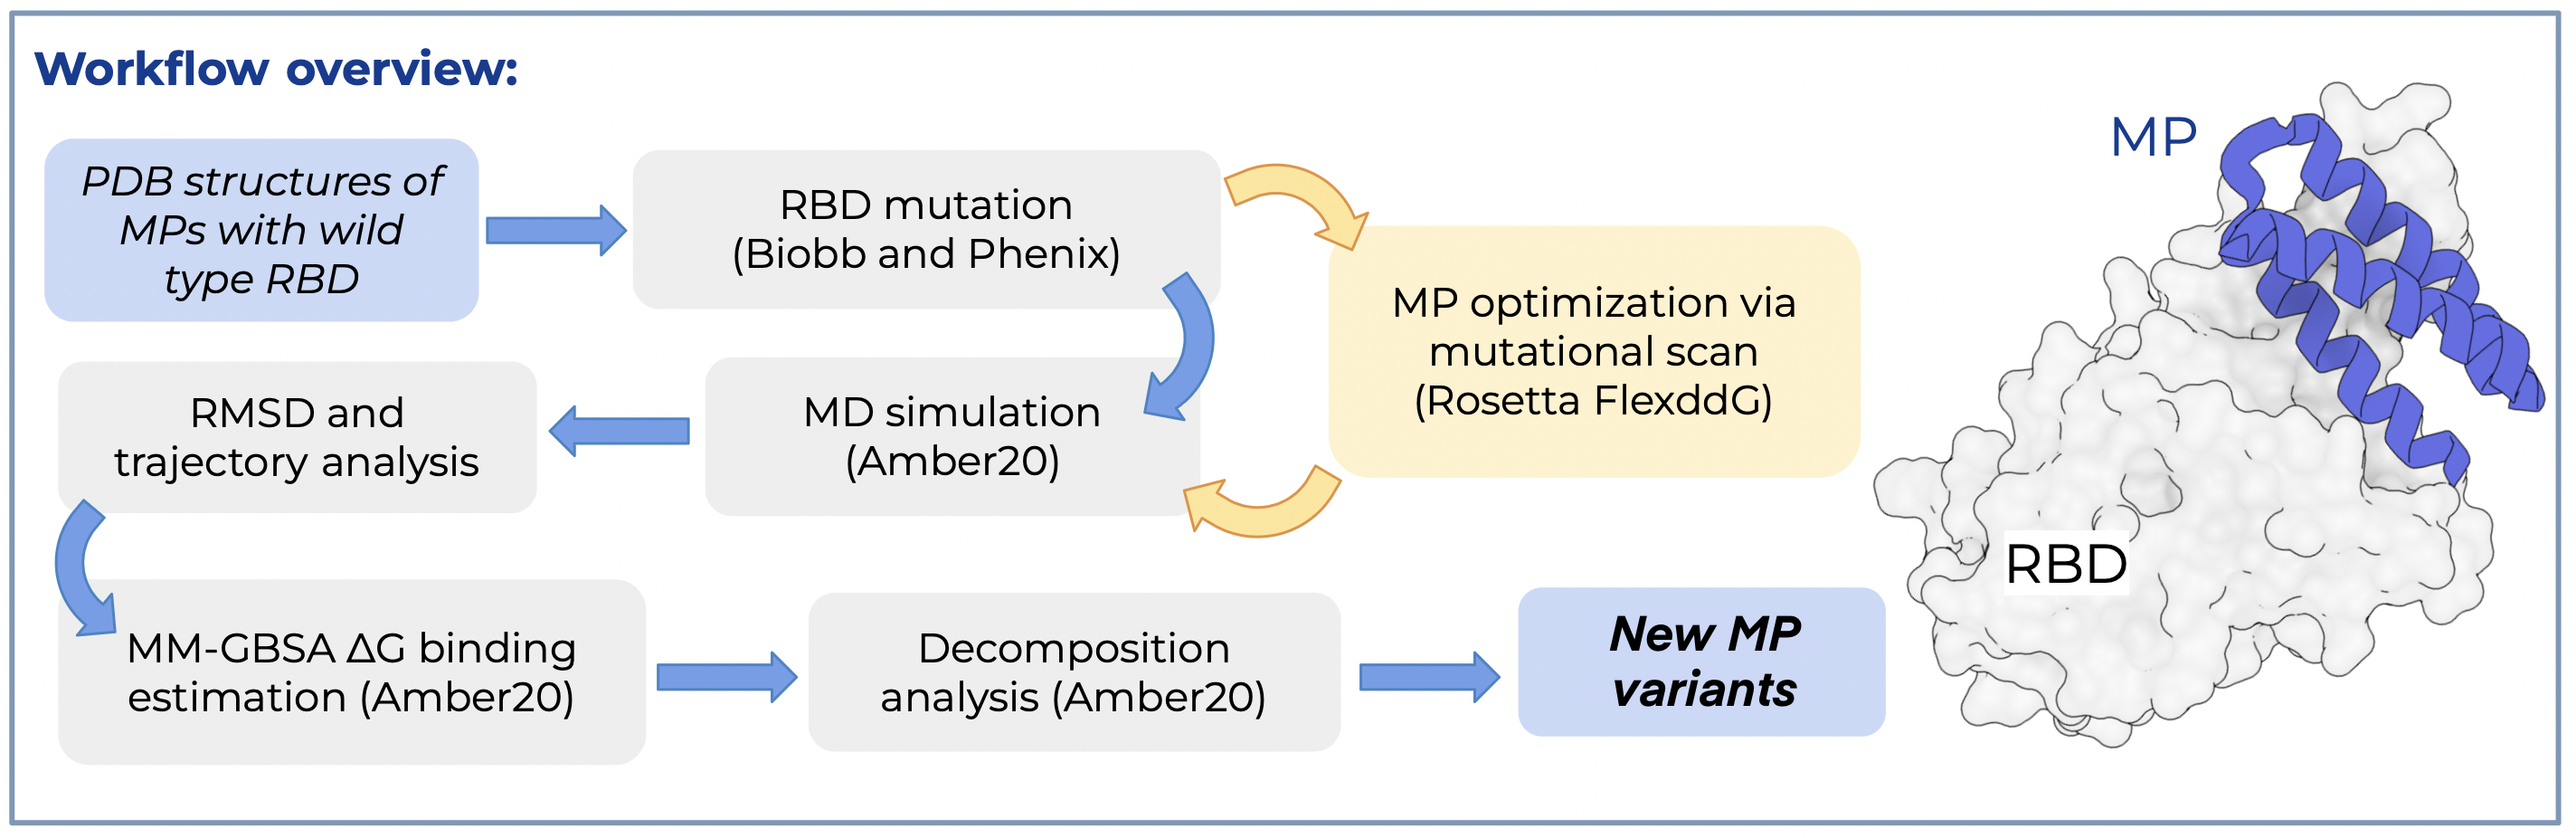 Workflow overview:
PDB structures of
MPs with wild
type RBD
RBD mutation
(Biobb and Phenix)
MP optimization via
mutational scan
(Rosetta FlexddG)
MD simulation
(Amber20)
RMSD and
trajectory analysis
MM-GBSA ΔG binding
estimation (Amber20)
Decomposition
analysis (Amber20)
New MP
variants
MP
RBD